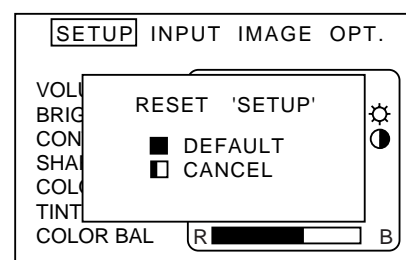 SETUP INPUT IMAGE OPT.
VOLU
BRIG
CON
SHA
COL
TINT
RESET 'SETUP'
DEFAULT
CANCEL
COLOR BAL R B